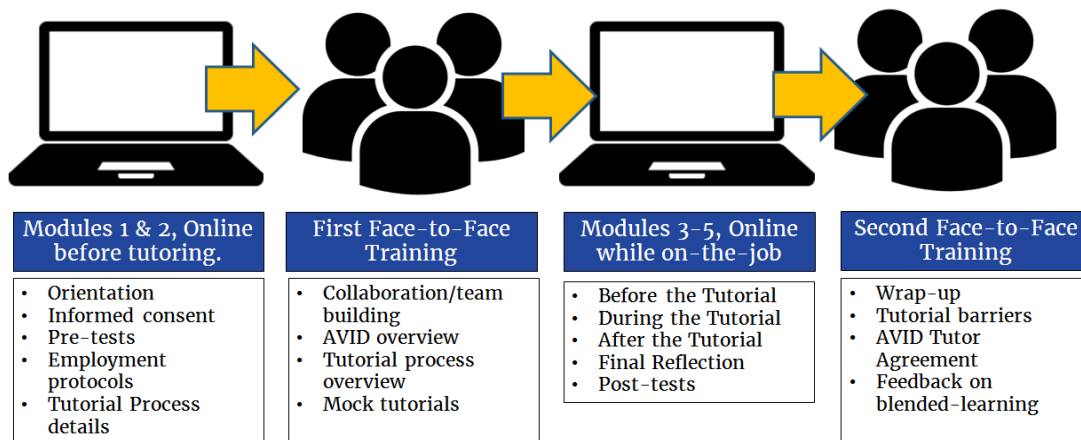 Modules 1 & 2, Online
before tutoring.
• Orientation
• Informed consent
• Pre-tests
• Employment
protocols
• Tutorial Process
details
First Face-to-Face
Training
• Collaboration/team
building
• AVID overview
• Tutorial process
overview
• Mock tutorials
Modules 3-5, Online
while on-the-job
• Before the Tutorial
• During the Tutorial
• After the Tutorial
• Final Reflection
• Post-tests
Second Face-to-Face
Training
• Wrap-up
• Tutorial barriers
• AVID Tutor
Agreement
• Feedback on
blended-learning